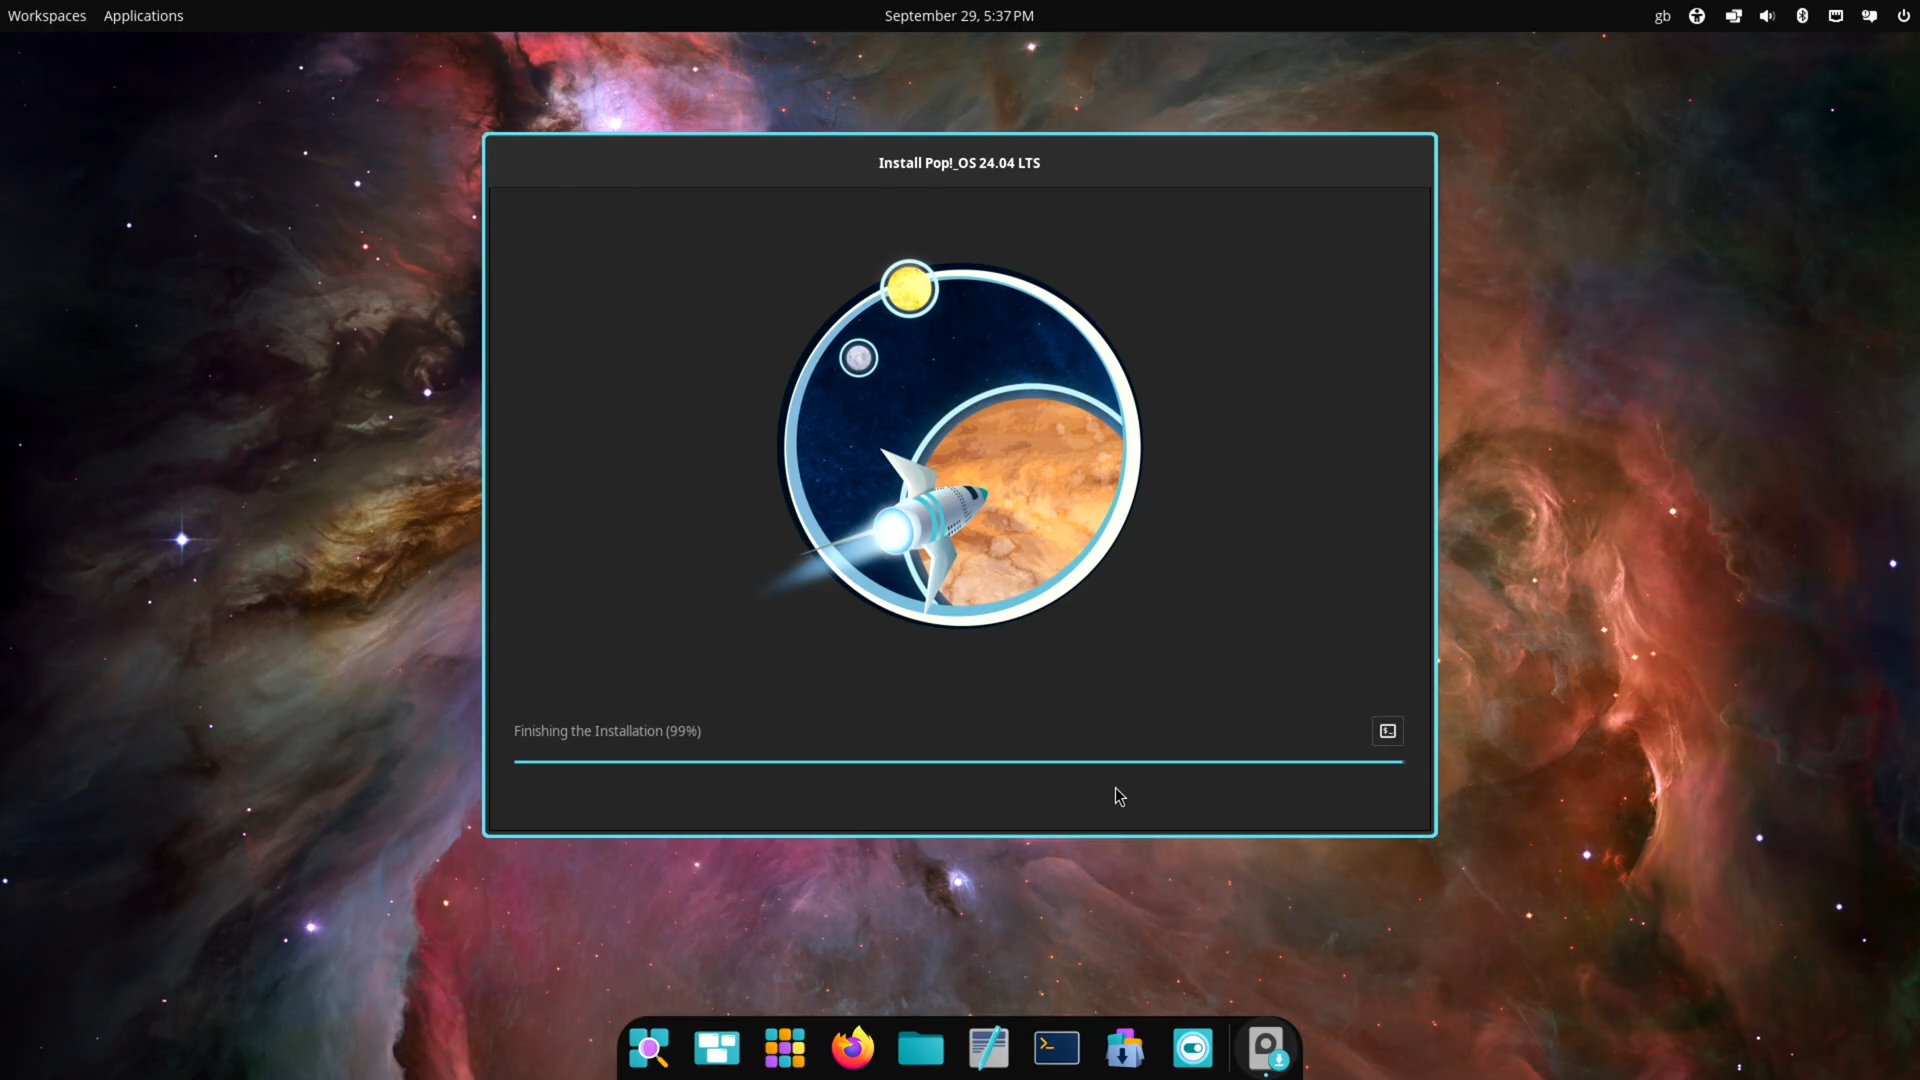 Workspaces Applications September 29, 5:37 PM gb
Install Pop!_OS 24.04 LTS
Finishing the Installation (99%)